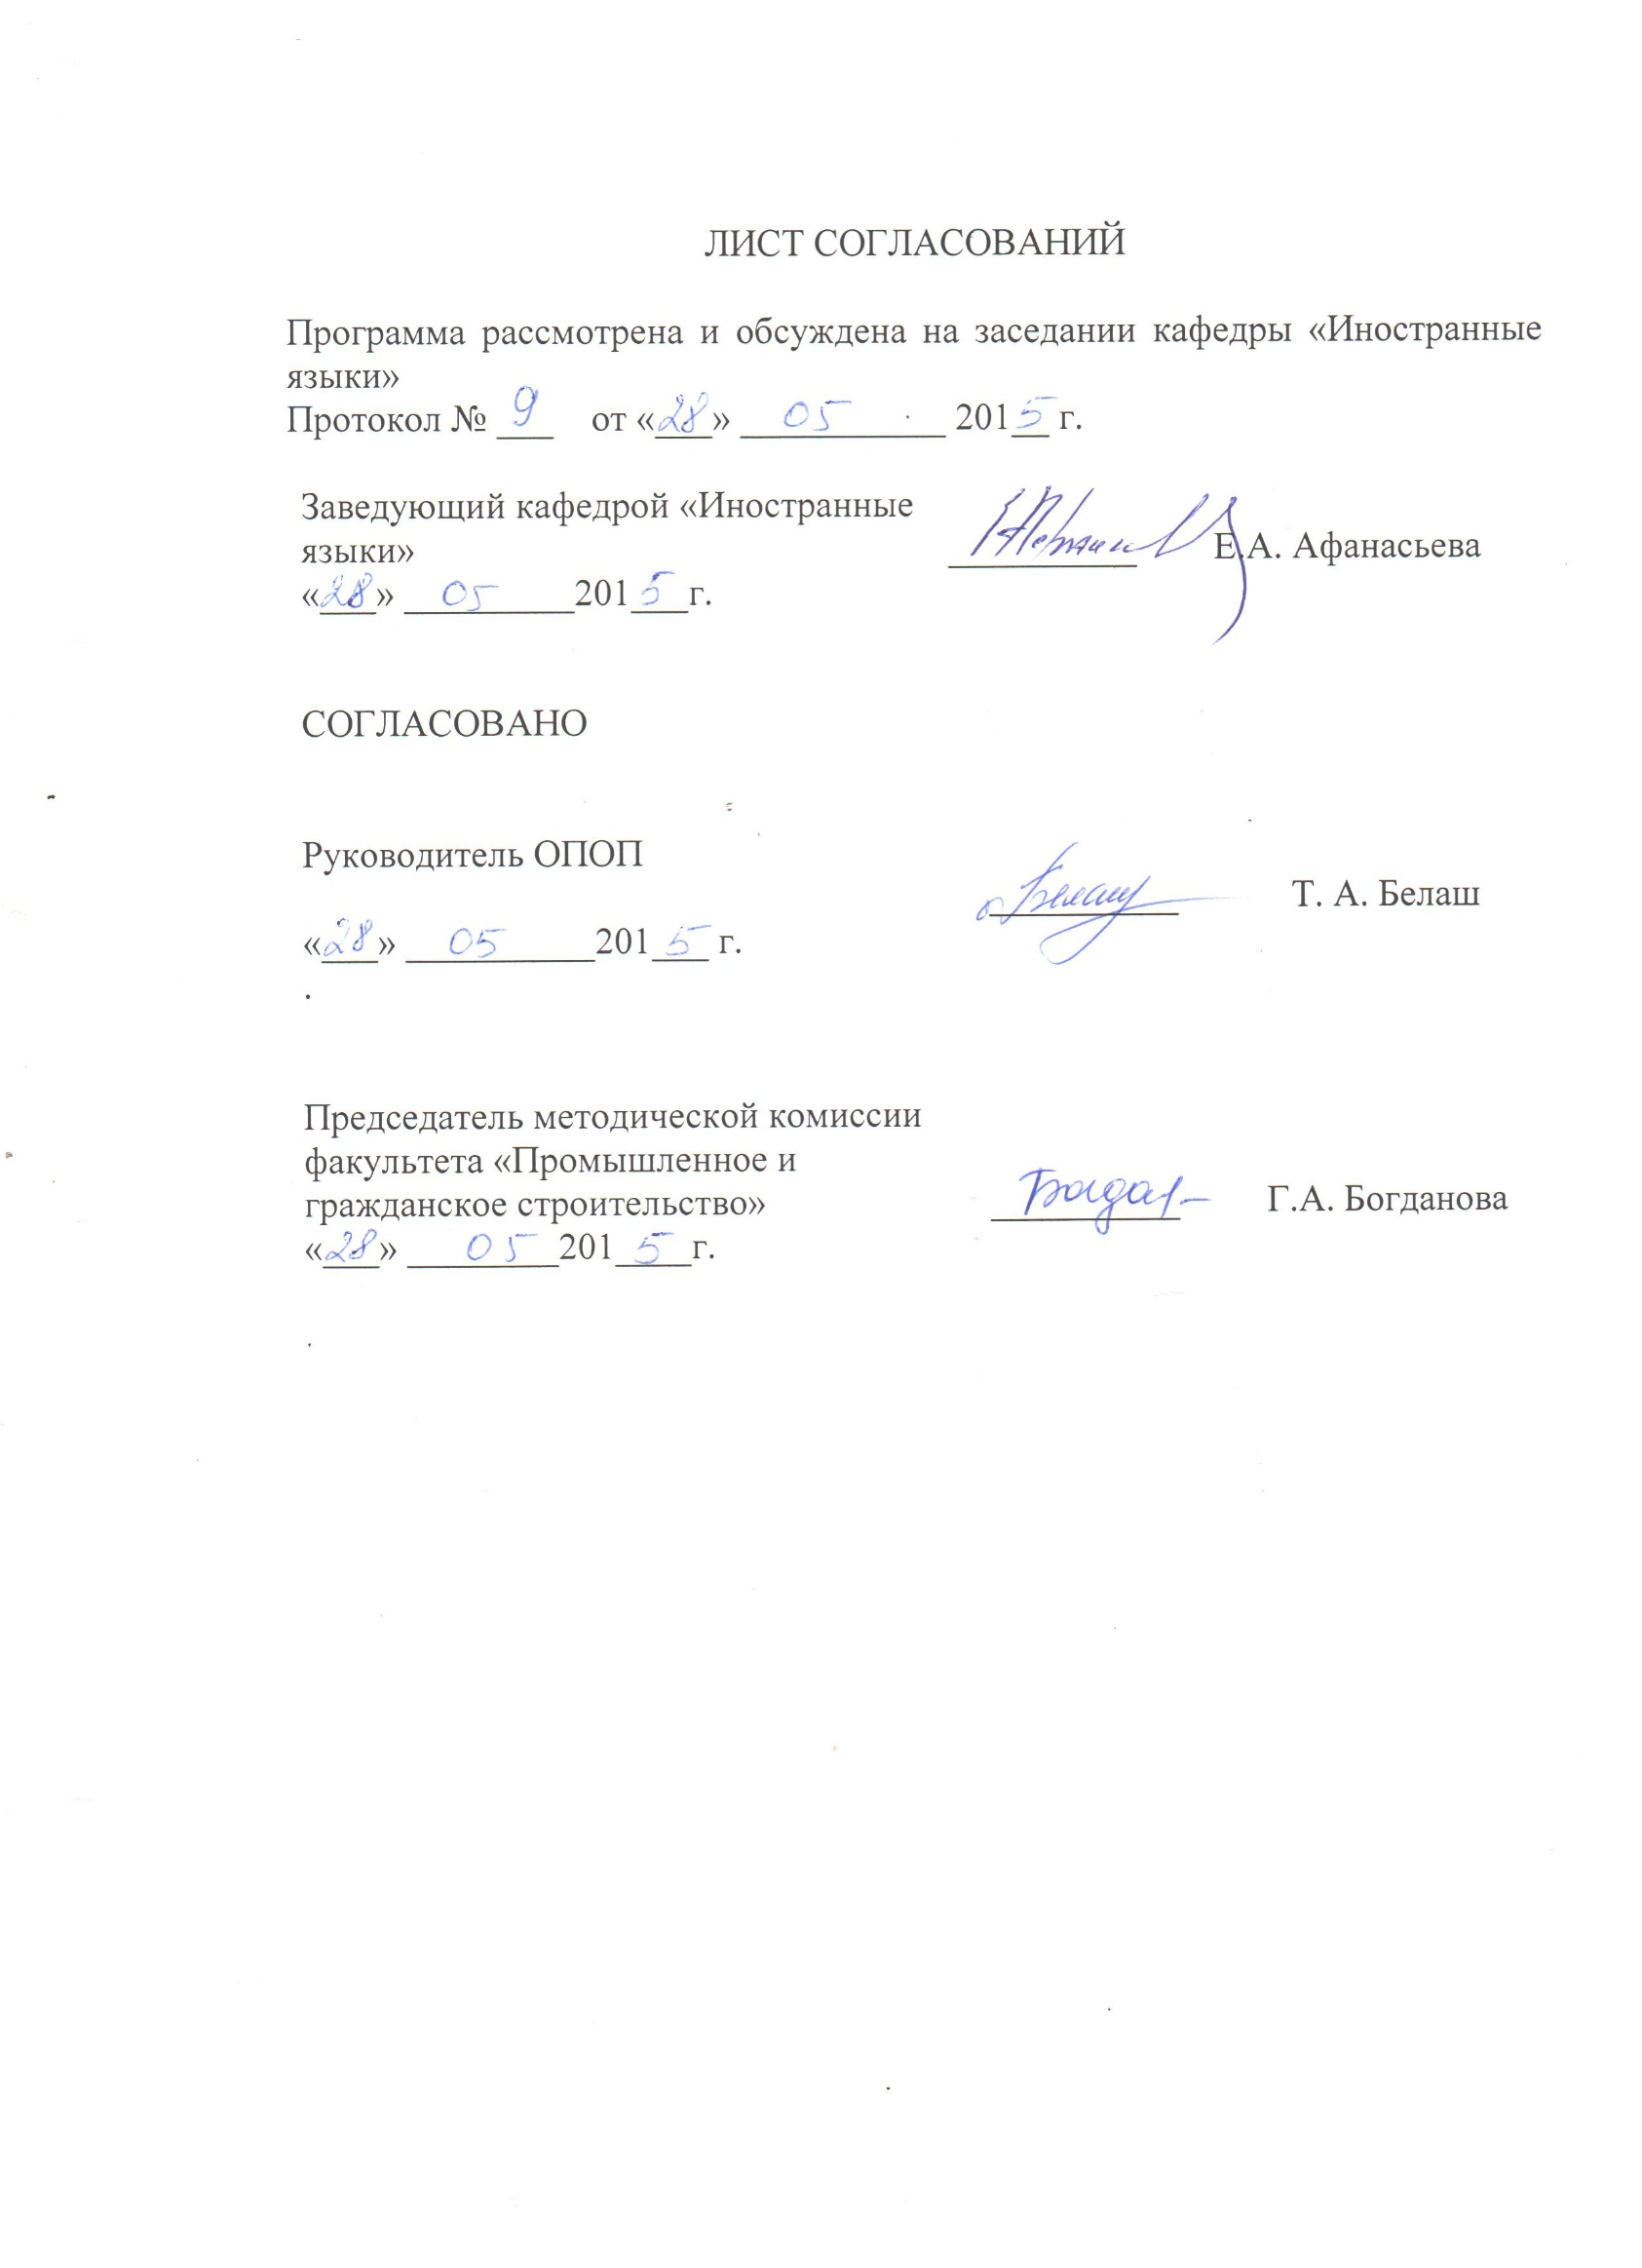 ЛИСТ СОГЛАСОВАНИЙ
Программа рассмотрена и обсуждена на заседании кафедры «Иностранные
языки»
Протокол № 9 от «28» 05 2015 г.
Заведующий кафедрой «Иностранные
языки» Е.А. Афанасьева
«28» 05 2015 г.
СОГЛАСОВАНО
Руководитель ОПОП
Т. А. Белаш
«28» 05 2015 г.
Председатель методической комиссии
факультета «Промышленное и
гражданское строительство» Г.А. Богданова
«28» 05 2015 г.